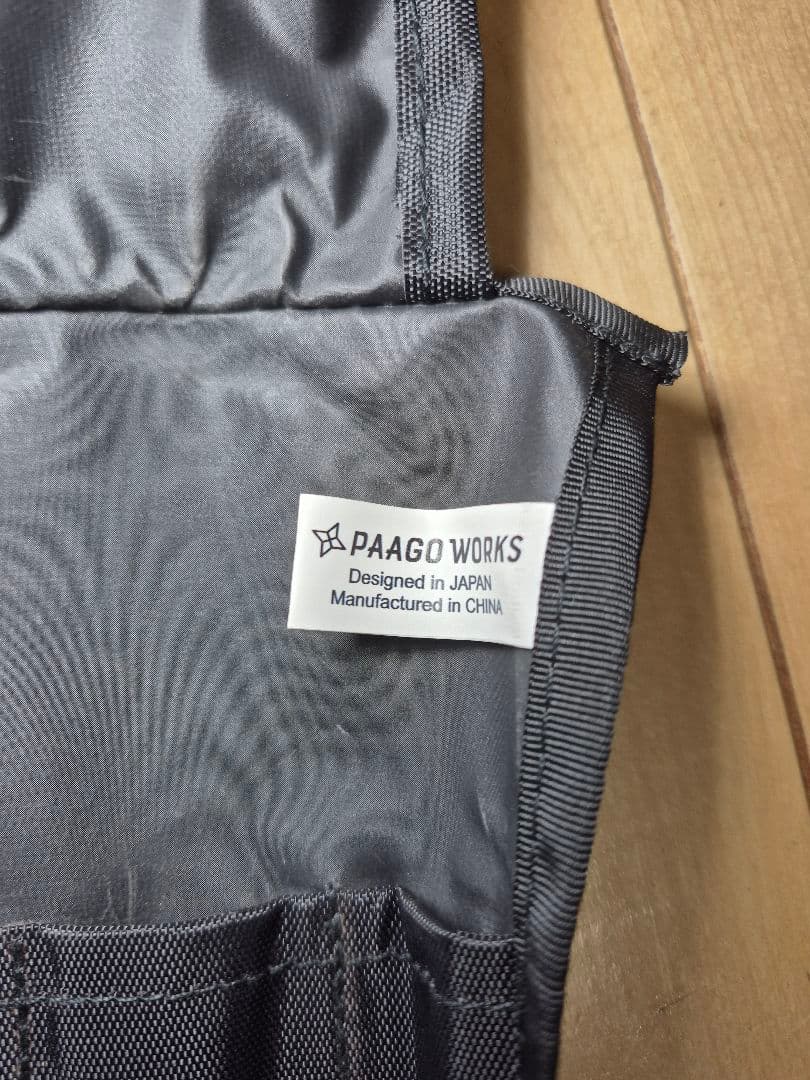 PAAGO WORKS
Designed in JAPAN
Manufactured in CHINA